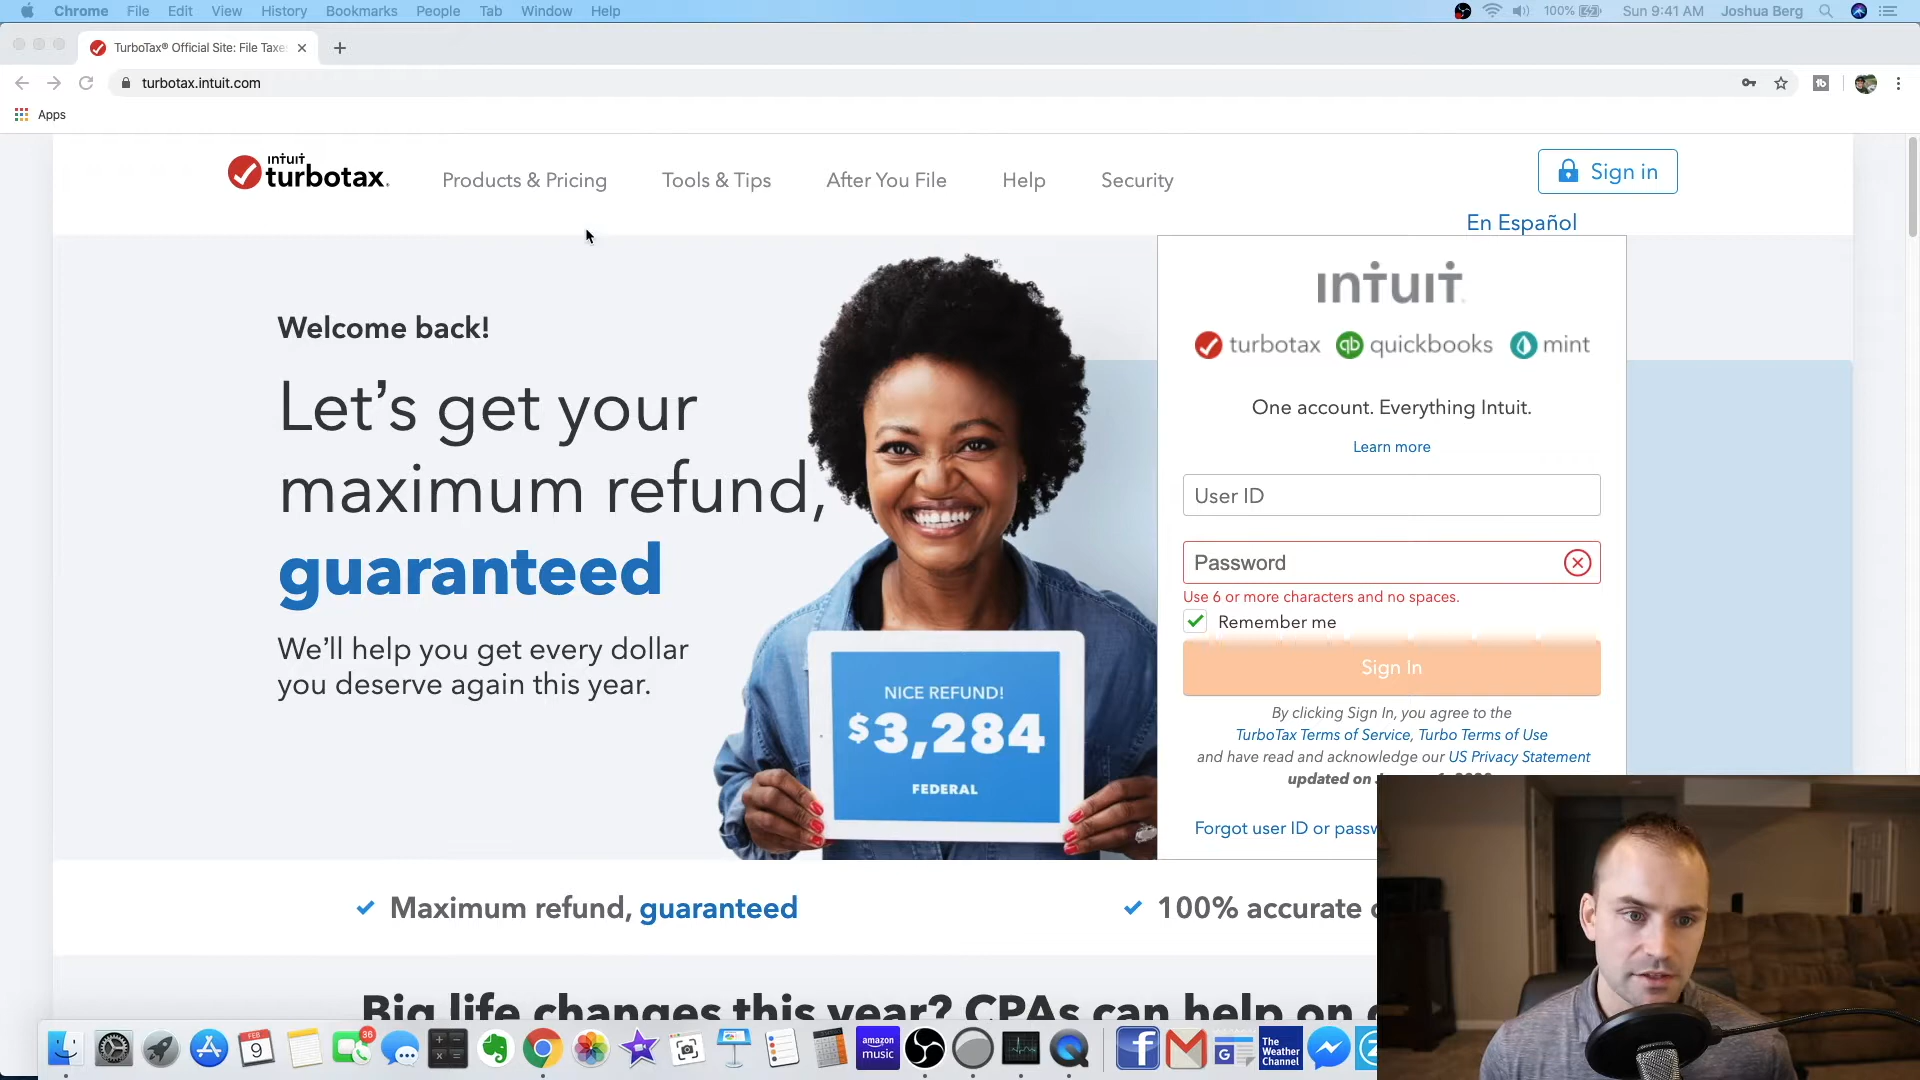 Chrome File Edit View History Bookmarks People Tab Window Help 100% Sun 9:41 AM Joshua Berg
TurboTax® Official Site: File Taxes
turbotax.intuit.com
Apps
intuit turbotax.
Products & Pricing
Tools & Tips
After You File
Help
Security
Sign in
En Español
Welcome back!
Let's get your
maximum refund,
guaranteed
We'll help you get every dollar
you deserve again this year.
NICE REFUND!
$3,284
FEDERAL
intuit
turbotax quickbooks mint
One account. Everything Intuit.
Learn more
User ID
Password
Use 6 or more characters and no spaces.
Remember me
Sign In
By clicking Sign In, you agree to the
TurboTax Terms of Service, Turbo Terms of Use
and have read and acknowledge our US Privacy Statement
updated on
Forgot user ID or
Maximum refund, guaranteed
100% accurate
Big life changes this year? CPAs can help on
FEB
9
36
amazon
music
The
Weather
Channel